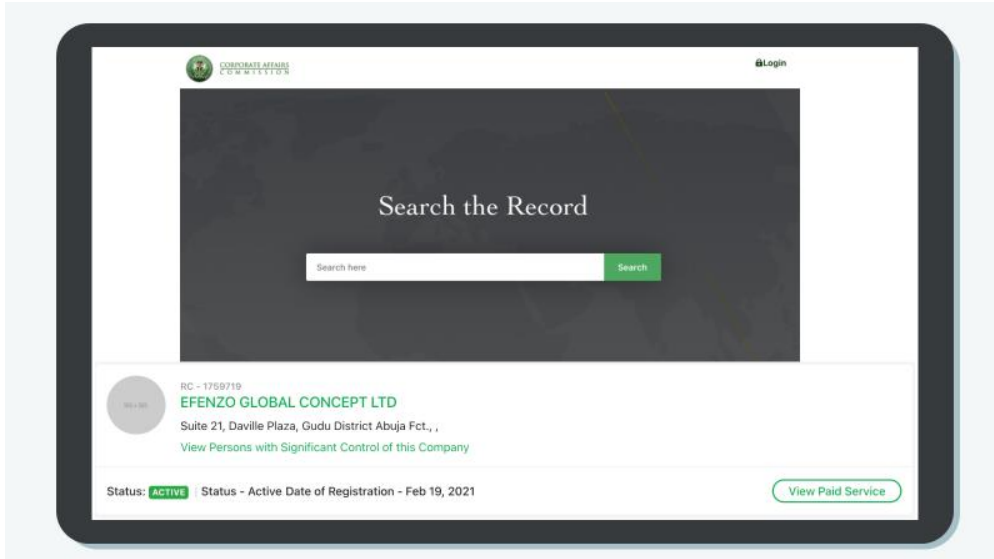 CORPORATE AFFAIRS
COMMISSION
Login
Search the Record
Search here
Search
RC - 1759719
EFENZO GLOBAL CONCEPT LTD
Suite 21, Daville Plaza, Gudu District Abuja Fct., ,
View Persons with Significant Control of this Company
Status: ACTIVE | Status - Active Date of Registration - Feb 19, 2021
View Paid Service